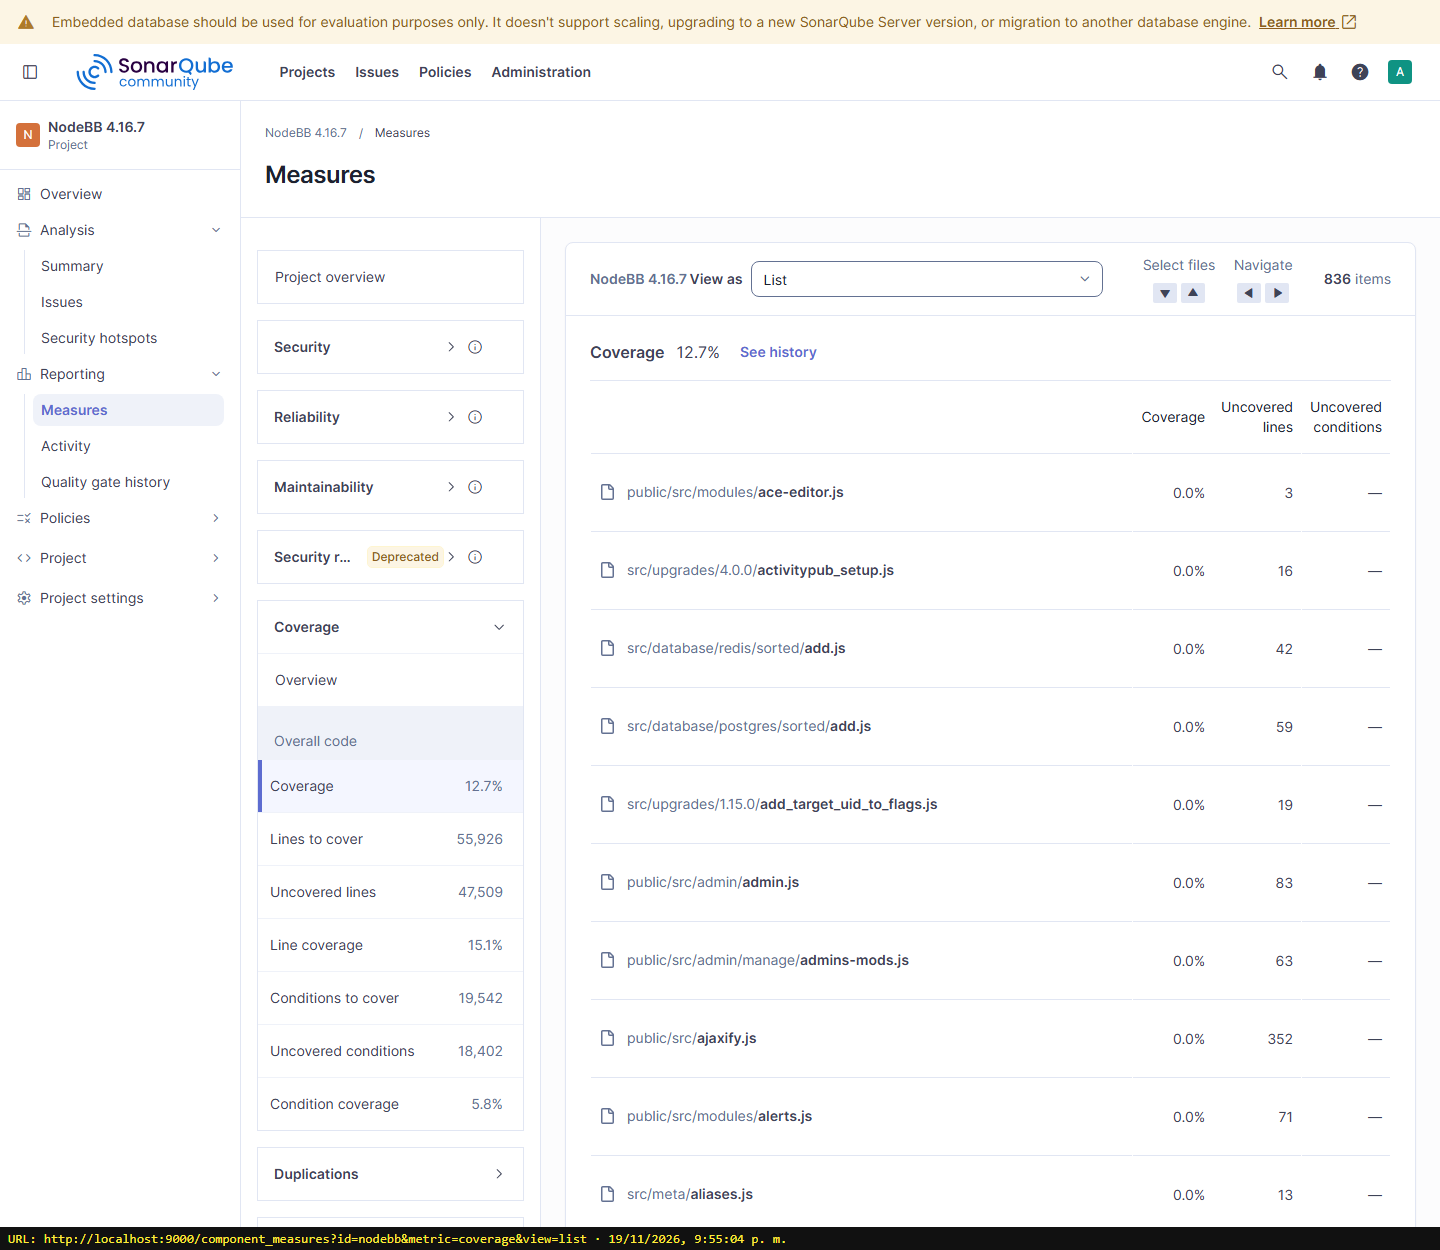 Embedded database should be used for evaluation purposes only. It doesn't support scaling, upgrading to a new SonarQube Server version, or migration to another database engine. Learn more
SonarQube community
Projects Issues Policies Administration
? A
N
NodeBB 4.16.7
Project
Overview
Analysis
Summary
Issues
Security hotspots
Reporting
Measures
Activity
Quality gate history
Policies
Project
Project settings
NodeBB 4.16.7 / Measures
Measures
Project overview
Security
Reliability
Maintainability
Security r... Deprecated
Coverage
Overview
Overall code
Coverage 12.7%
Lines to cover 55,926
Uncovered lines 47,509
Line coverage 15.1%
Conditions to cover 19,542
Uncovered conditions 18,402
Condition coverage 5.8%
Duplications
NodeBB 4.16.7 View as List
Select files
Navigate
836 items
Coverage 12.7% See history
Coverage
Uncovered lines
Uncovered conditions
public/src/modules/ace-editor.js 0.0% 3 —
src/upgrades/4.0.0/activitypub_setup.js 0.0% 16 —
src/database/redis/sorted/add.js 0.0% 42 —
src/database/postgres/sorted/add.js 0.0% 59 —
src/upgrades/1.15.0/add_target_uid_to_flags.js 0.0% 19 —
public/src/admin/admin.js 0.0% 83 —
public/src/admin/manage/admins-mods.js 0.0% 63 —
public/src/ajaxify.js 0.0% 352 —
public/src/modules/alerts.js 0.0% 71 —
src/meta/aliases.js 0.0% 13 —
URL: http://localhost:9000/component_measures?id=nodebb&metric=coverage&view=list · 19/11/2026, 9:55:04 p. m.